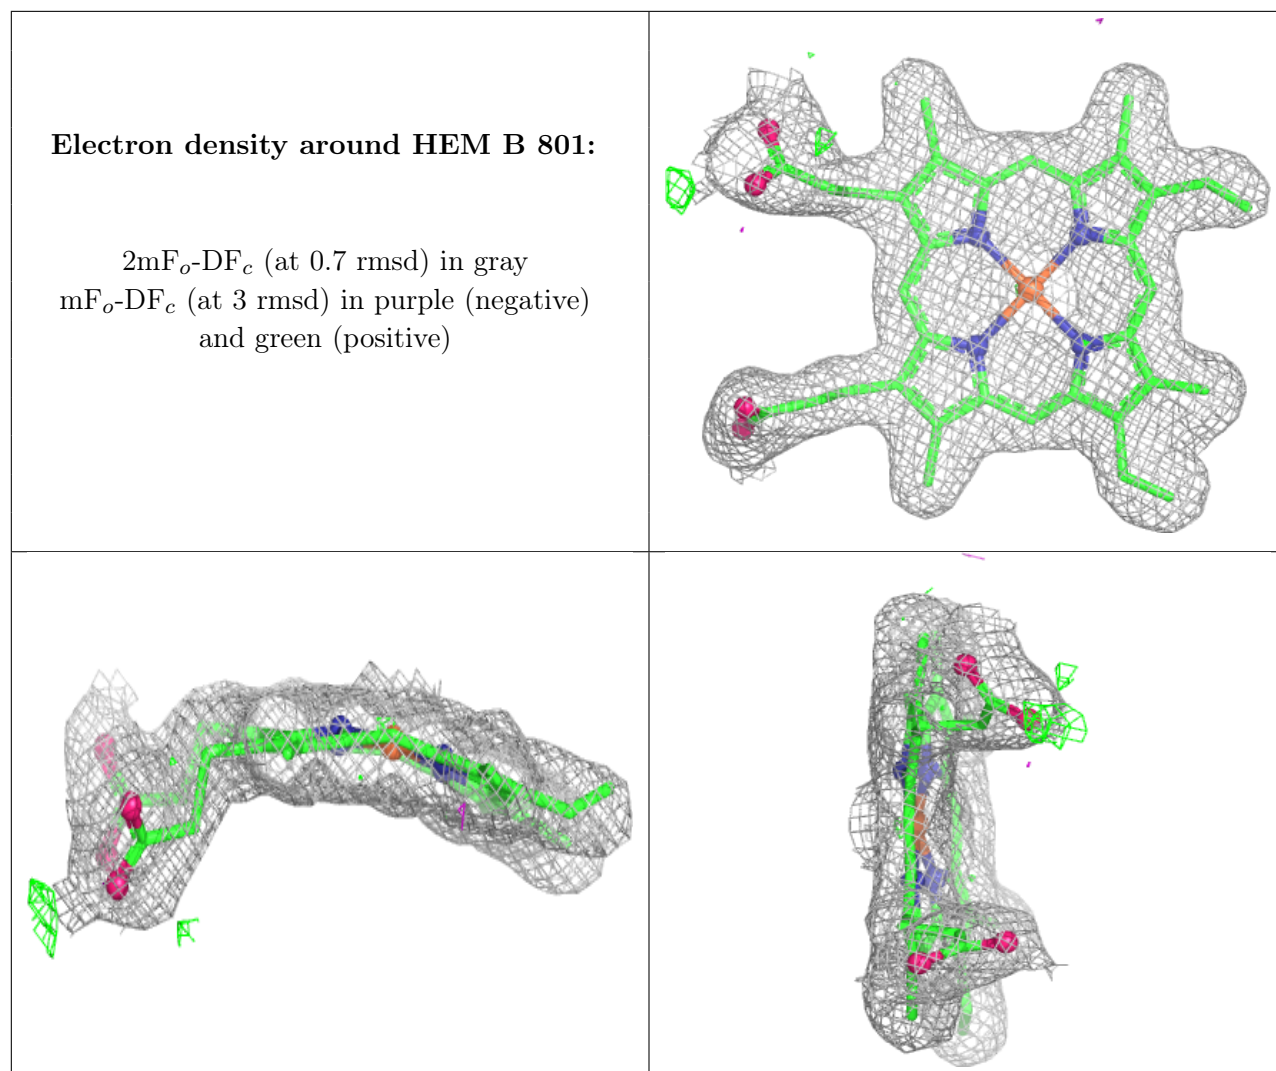 Electron density around HEM B 801:
2mFo-DFc (at 0.7 rmsd) in gray
mFo-DFc (at 3 rmsd) in purple (negative)
and green (positive)